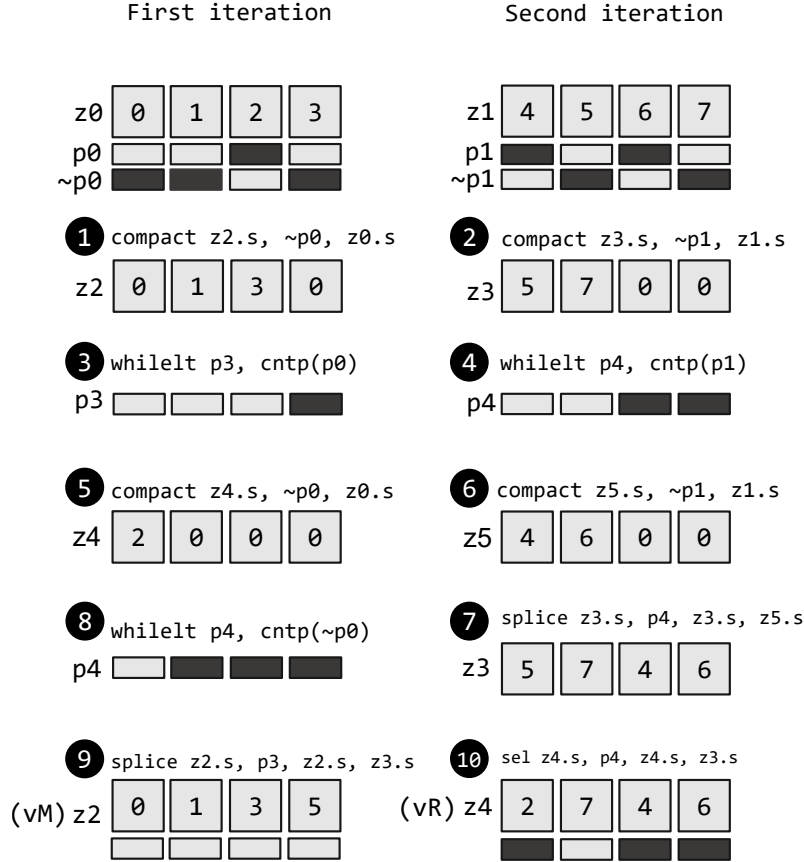 First iteration
Second iteration
z0 0 1 2 3
p0
~p0
z1 4 5 6 7
p1
~p1
1 compact z2.s, ~p0, z0.s
z2 0 1 3 0
2 compact z3.s, ~p1, z1.s
z3 5 7 0 0
3 whilelt p3, cntp(p0)
p3
4 whilelt p4, cntp(p1)
p4
5 compact z4.s, ~p0, z0.s
z4 2 0 0 0
6 compact z5.s, ~p1, z1.s
z5 4 6 0 0
8 whilelt p4, cntp(~p0)
p4
7 splice z3.s, p4, z3.s, z5.s
z3 5 7 4 6
9 splice z2.s, p3, z2.s, z3.s
(vM) z2 0 1 3 5
10 sel z4.s, p4, z4.s, z3.s
(vR) z4 2 7 4 6